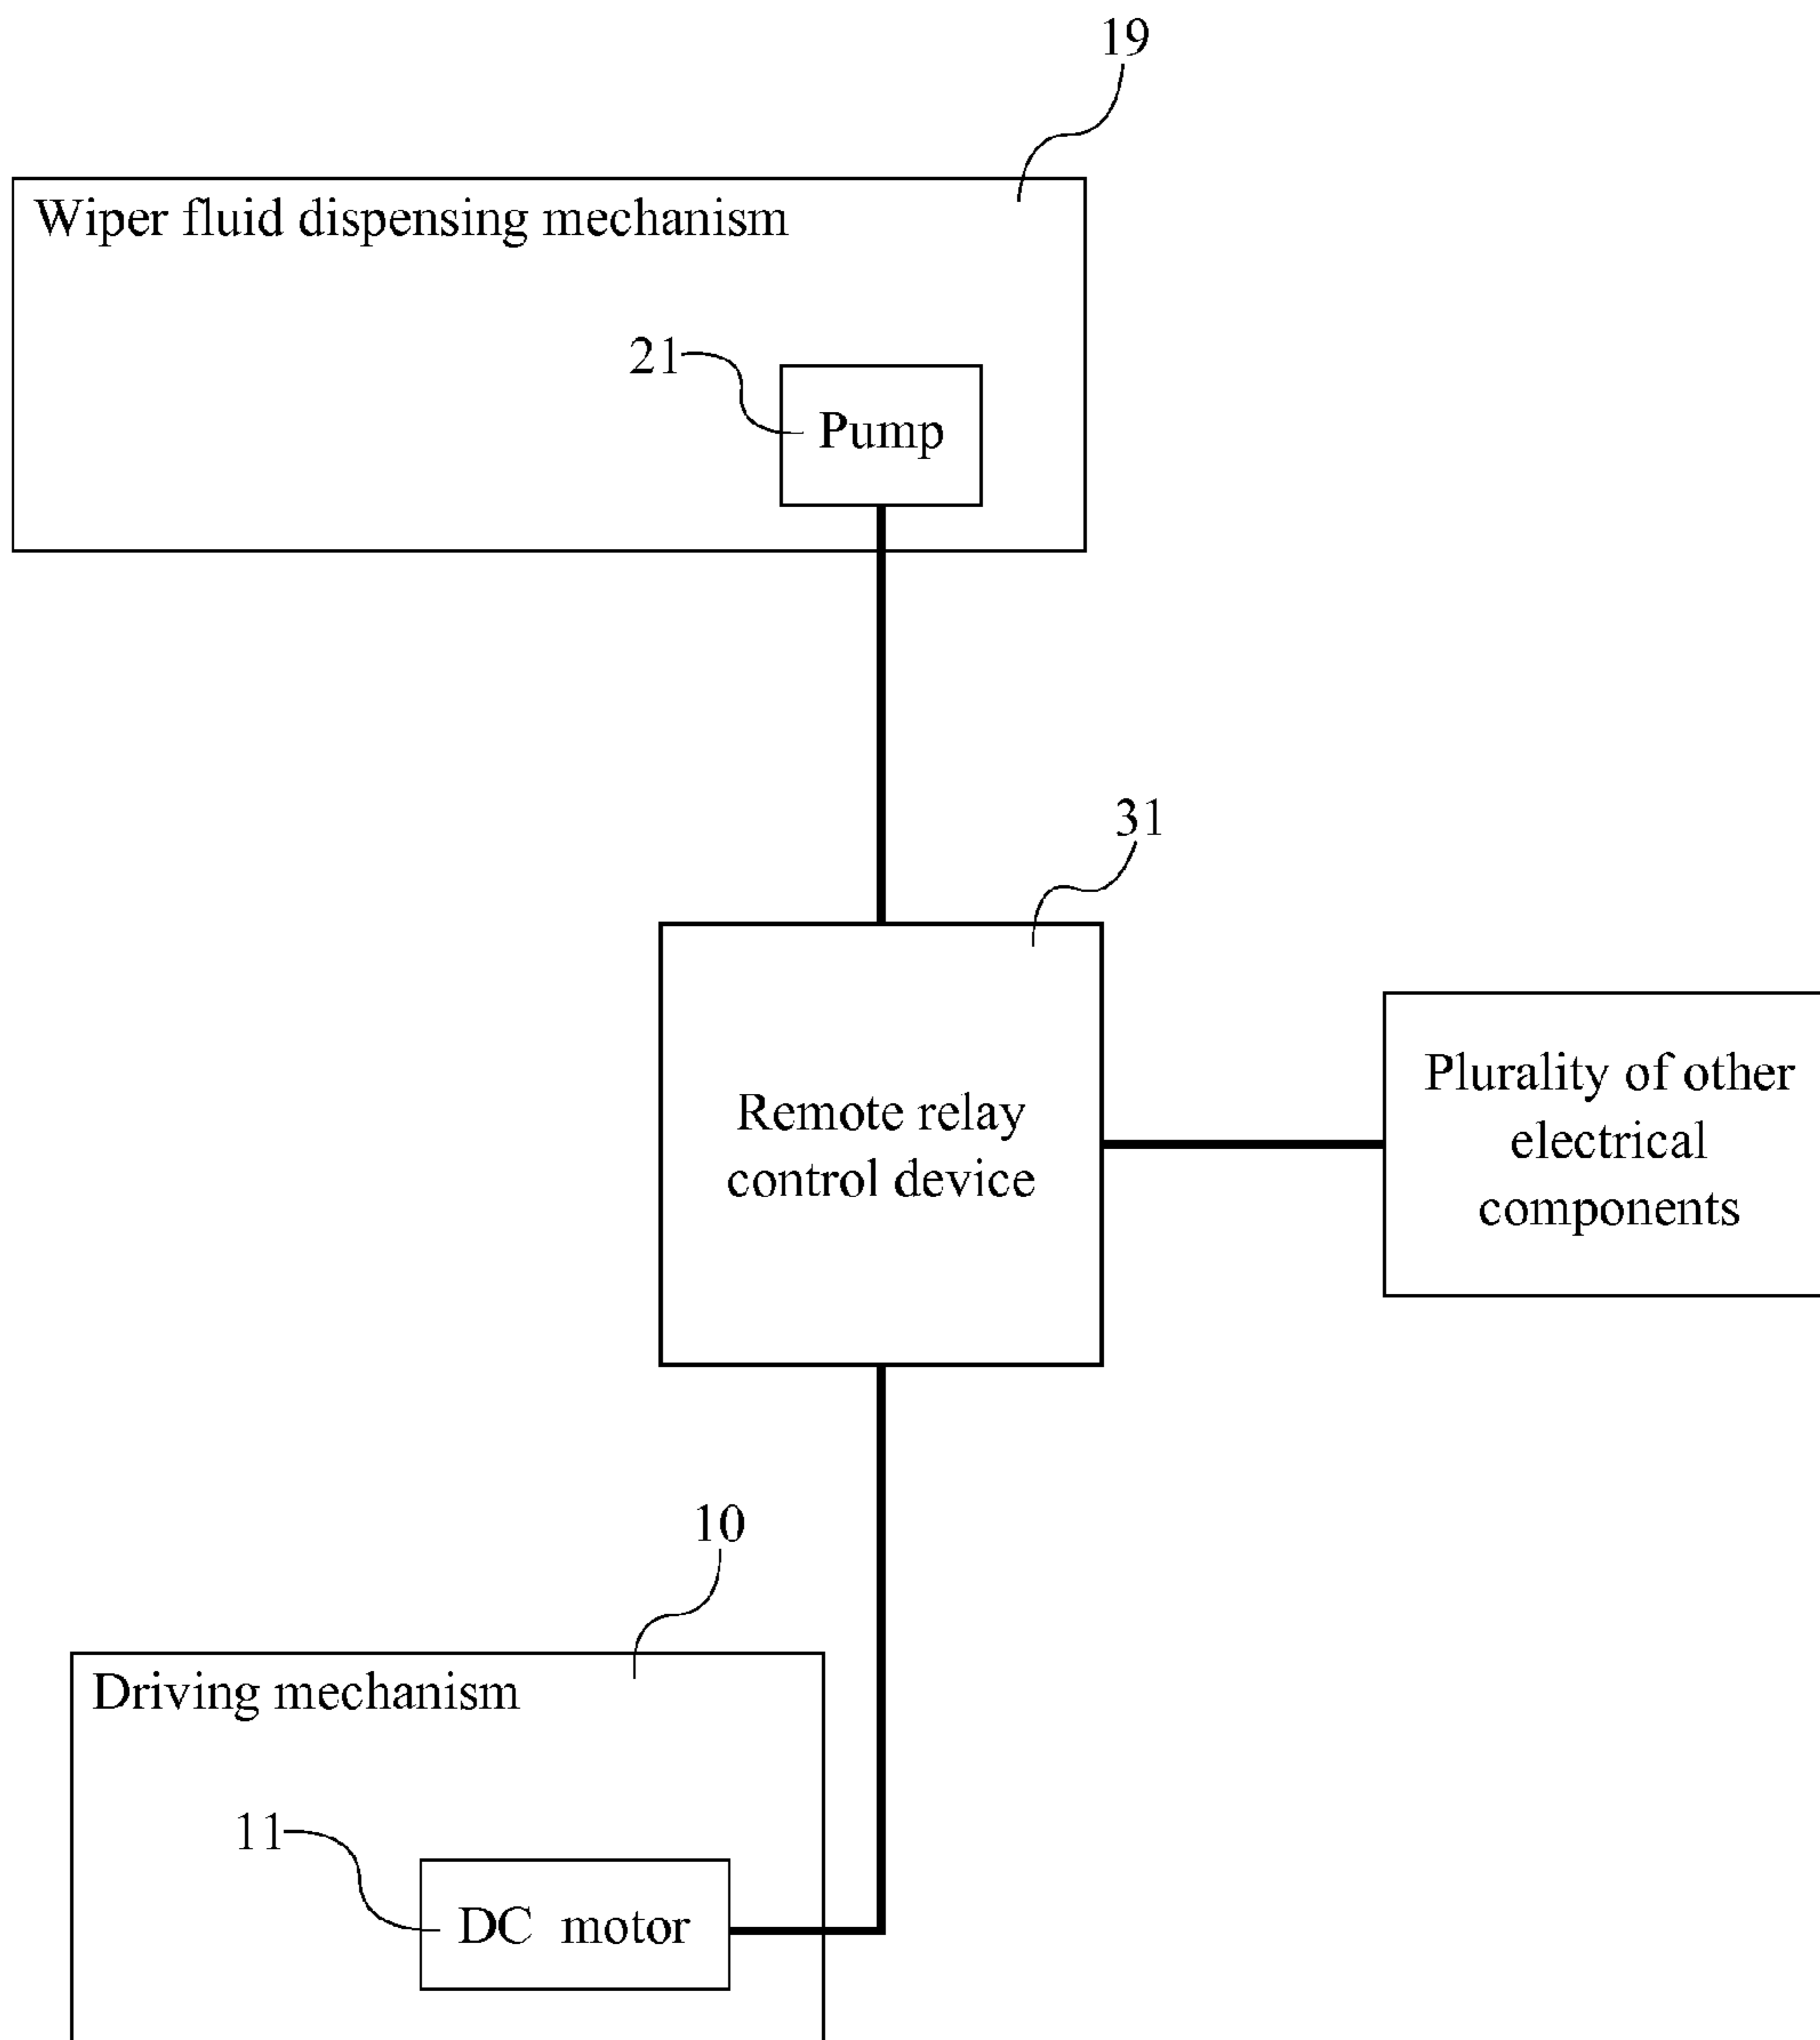 19
Wiper fluid dispensing mechanism
21
Pump
31
Remote relay
control device
Plurality of other
electrical
components
10
Driving mechanism
11
DC motor